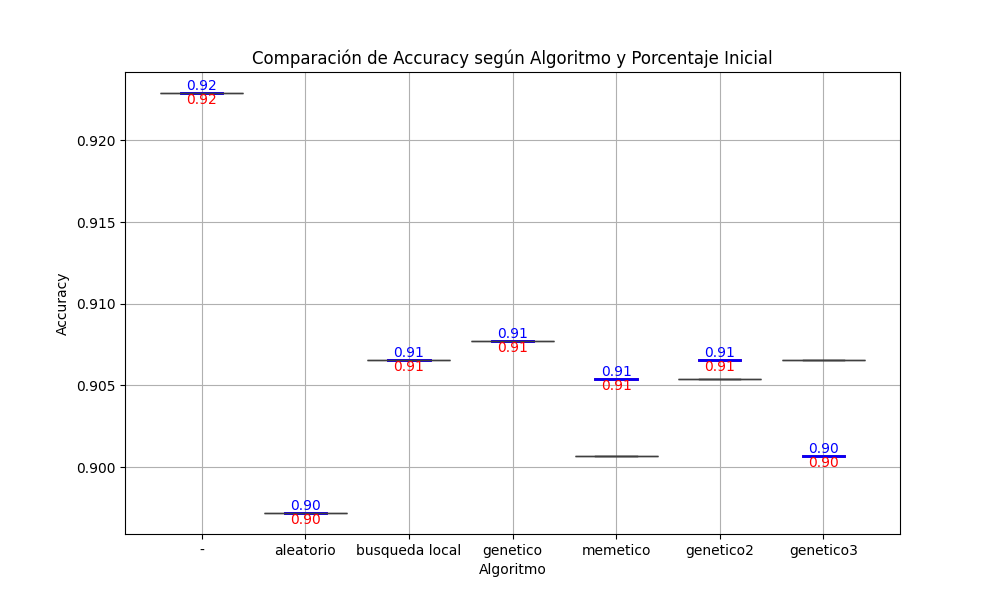 Comparación de Accuracy según Algoritmo y Porcentaje Inicial
0.92
0.92
0.920
0.915
0.910
0.91
0.91
0.91
0.91
0.91
0.91
0.91
0.91
0.905
0.90
0.90
0.900
0.90
0.90
Accuracy
-
aleatorio
busqueda local
genetico
memetico
genetico2
genetico3
Algoritmo